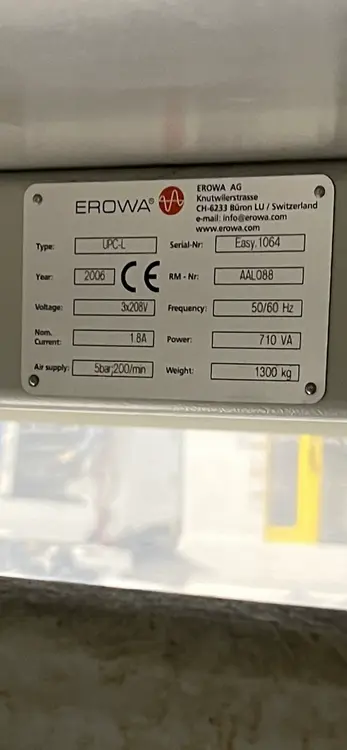 EROWA®
EROWA AG
Knutwilerstrasse
CH-6233 Büron LU / Switzerland
e-mail: info@erowa.com
www.erowa.com
Type: UPC-L Serial-Nr: Easy.1064
Year: 2006 CE RM - Nr: AAL088
Voltage: 3x208V Frequency: 50/60 Hz
Nom.
Current: 1.8A Power: 710 VA
Air supply: 5bar;200/min Weight: 1300 kg